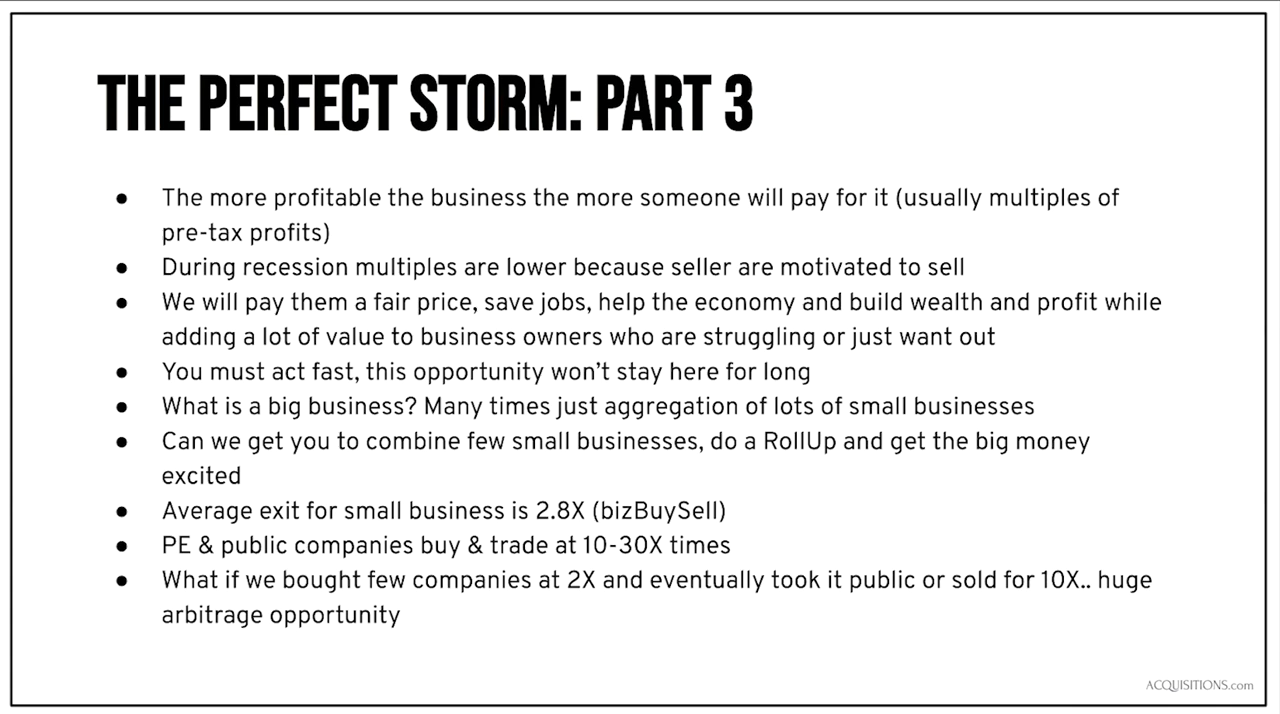 THE PERFECT STORM: PART 3
● The more profitable the business the more someone will pay for it (usually multiples of
pre-tax profits)
● During recession multiples are lower because seller are motivated to sell
● We will pay them a fair price, save jobs, help the economy and build wealth and profit while
adding a lot of value to business owners who are struggling or just want out
● You must act fast, this opportunity won’t stay here for long
● What is a big business? Many times just aggregation of lots of small businesses
● Can we get you to combine few small businesses, do a RollUp and get the big money
excited
● Average exit for small business is 2.8X (bizBuySell)
● PE & public companies buy & trade at 10-30X times
● What if we bought few companies at 2X and eventually took it public or sold for 10X.. huge
arbitrage opportunity
ACQUISITIONS.com